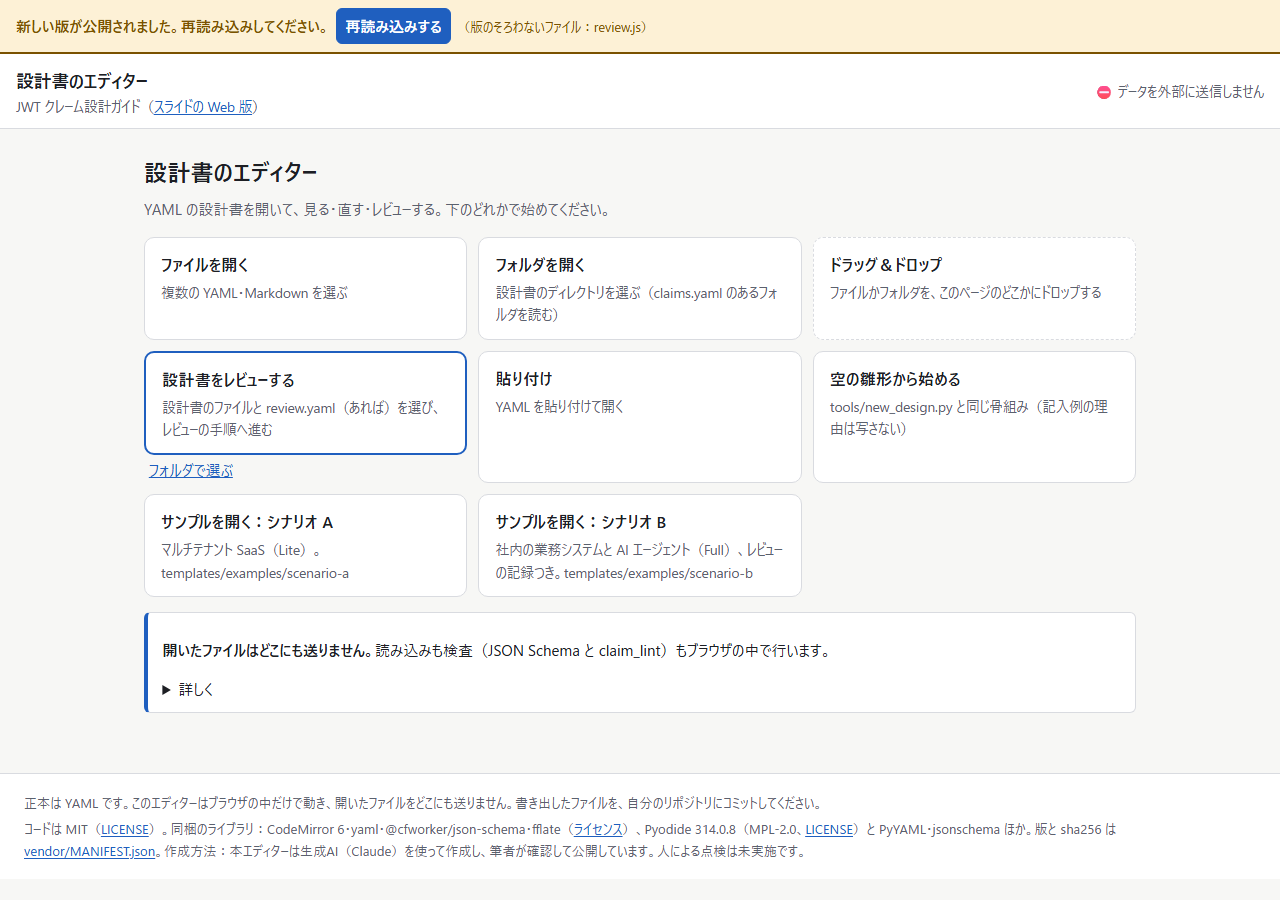 新しい版が公開されました。再読み込みしてください。 再読み込みする （版のそろわないファイル：review.js）
設計書のエディター
JWT クレーム設計ガイド（スライドの Web 版）
データを外部に送信しません
設計書のエディター
YAML の設計書を開いて、見る・直す・レビューする。下のどれかで始めてください。
ファイルを開く
複数の YAML・Markdown を選ぶ
フォルダを開く
設計書のディレクトリを選ぶ（claims.yaml のあるフォ
ルダを読む）
ドラッグ＆ドロップ
ファイルかフォルダを、このページのどこかにドロップする
設計書をレビューする
設計書のファイルと review.yaml（あれば）を選び、
レビューの手順へ進む
フォルダで選ぶ
貼り付け
YAML を貼り付けて開く
空の雛形から始める
tools/new_design.py と同じ骨組み（記入例の理
由は写さない）
サンプルを開く：シナリオ A
マルチテナント SaaS（Lite）。
templates/examples/scenario-a
サンプルを開く：シナリオ B
社内の業務システムと AI エージェント（Full）、レビュー
の記録つき。templates/examples/scenario-b
開いたファイルはどこにも送りません。読み込みも検査（JSON Schema と claim_lint）もブラウザの中で行います。
▶ 詳しく
正本は YAML です。このエディターはブラウザの中だけで動き、開いたファイルをどこにも送りません。書き出したファイルを、自分のリポジトリにコミットしてください。
コードは MIT（LICENSE）。同梱のライブラリ：CodeMirror 6・yaml・@cfworker/json-schema・fflate（ライセンス）、Pyodide 314.0.8（MPL-2.0、LICENSE）と PyYAML・jsonschema ほか。版と sha256 は
vendor/MANIFEST.json。作成方法：本エディターは生成AI（Claude）を使って作成し、筆者が確認して公開しています。人による点検は未実施です。